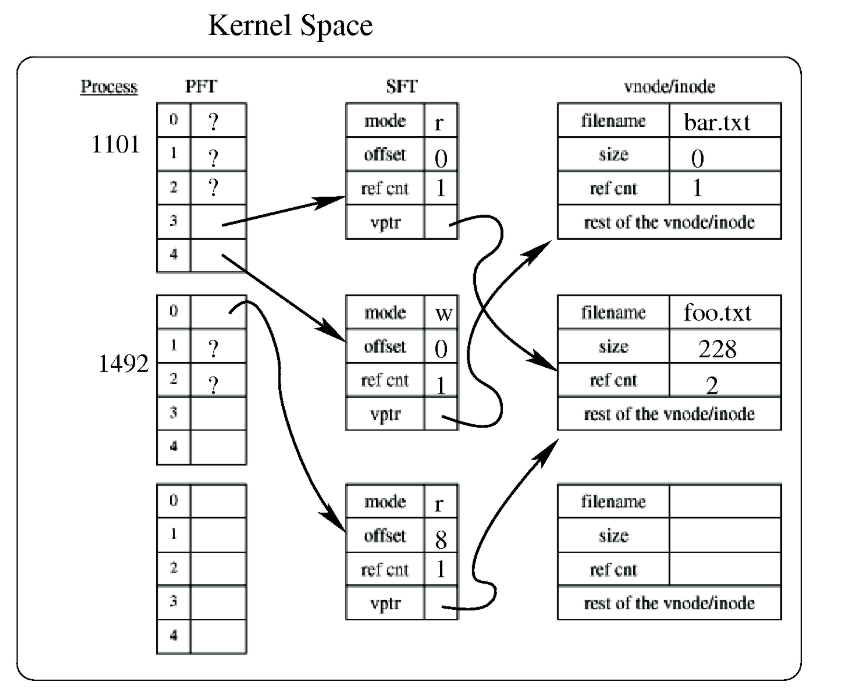 Kernel Space
Process PFT SFT vnode/inode
1101
0 ?
1 ?
2 ?
3
4
mode r
offset 0
ref cnt 1
vptr
filename bar.txt
size 0
ref cnt 1
rest of the vnode/inode
1492
0
1 ?
2 ?
3
4
mode w
offset 0
ref cnt 1
vptr
filename foo.txt
size 228
ref cnt 2
rest of the vnode/inode
0
1
2
3
4
mode r
offset 8
ref cnt 1
vptr
filename
size
ref cnt
rest of the vnode/inode